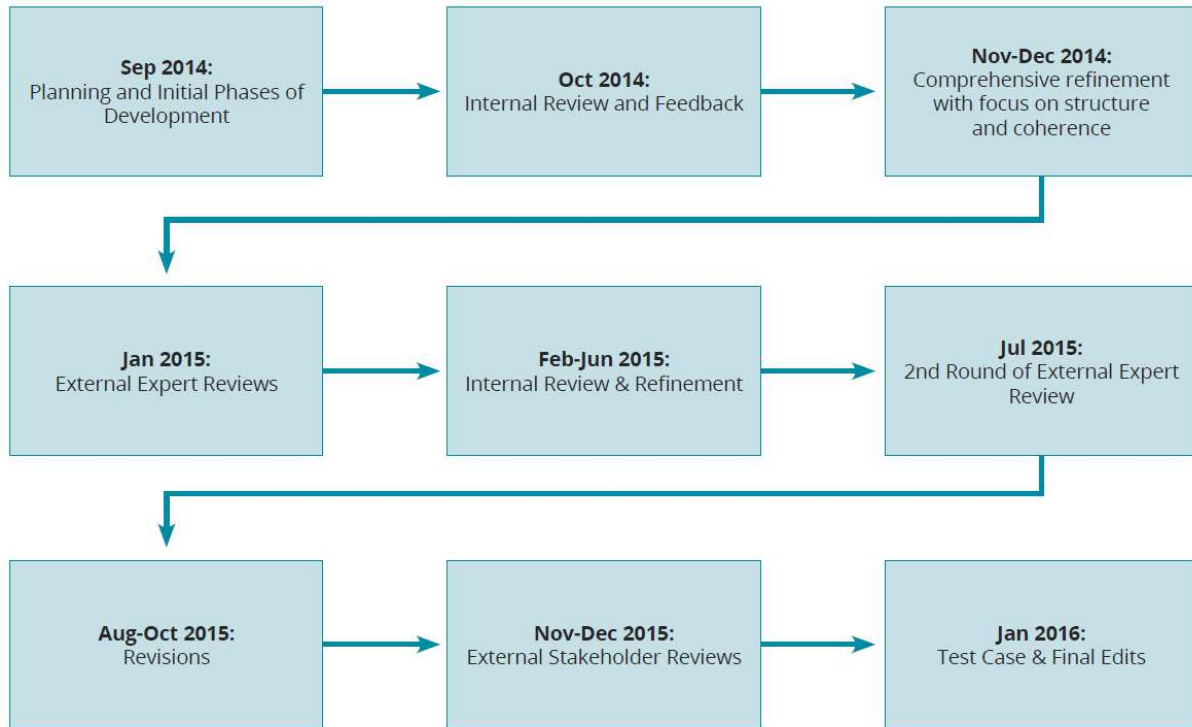 Sep 2014:
Planning and Initial Phases of
Development
Oct 2014:
Internal Review and Feedback
Nov-Dec 2014:
Comprehensive refinement
with focus on structure
and coherence
Jan 2015:
External Expert Reviews
Feb-Jun 2015:
Internal Review & Refinement
Jul 2015:
2nd Round of External Expert
Review
Aug-Oct 2015:
Revisions
Nov-Dec 2015:
External Stakeholder Reviews
Jan 2016:
Test Case & Final Edits